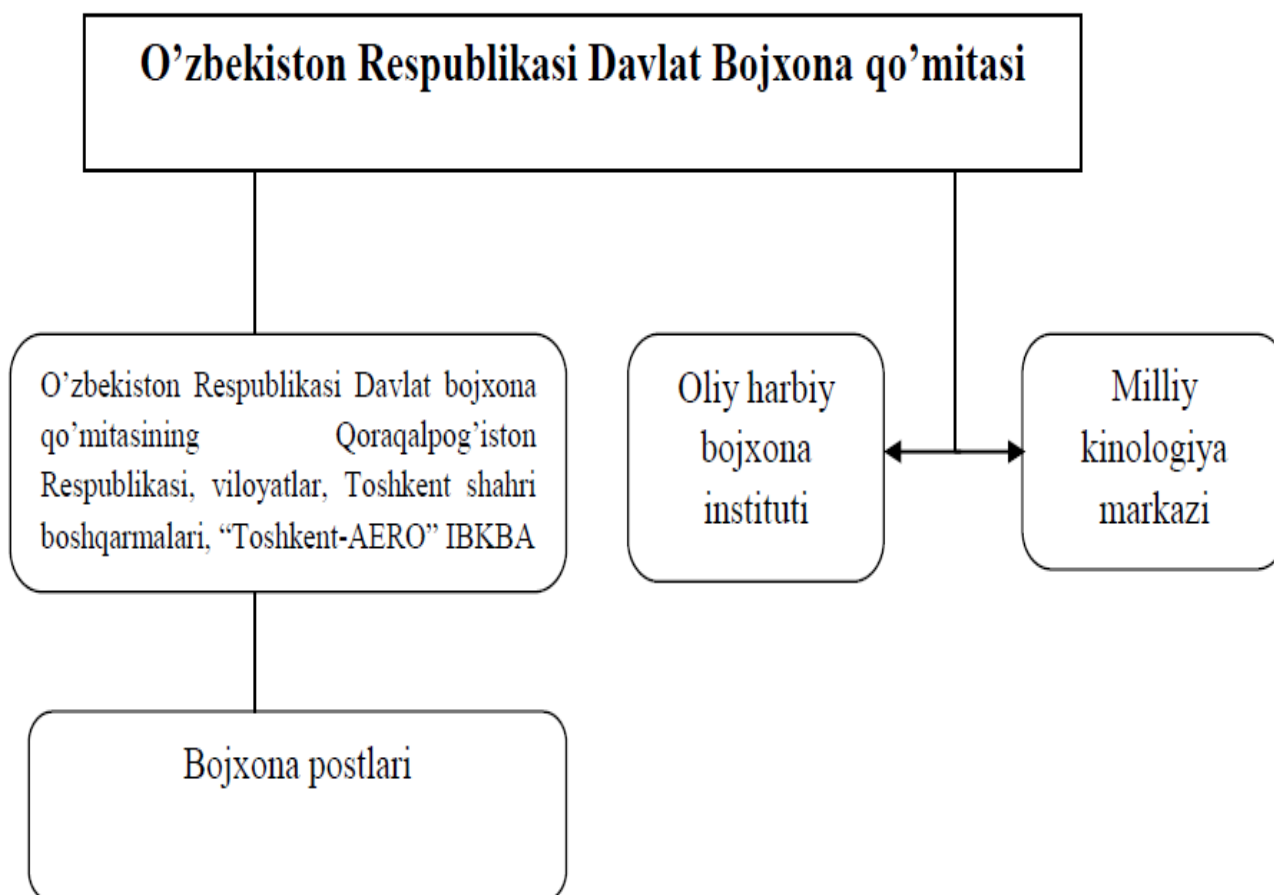 O’zbekiston Respublikasi Davlat Bojxona qo’mitasi
O’zbekiston Respublikasi Davlat bojxona
qo’mitasining Qoraqalpog’iston
Respublikasi, viloyatlar, Toshkent shahri
boshqarmalari, “Toshkent-AERO” IBKBA
Oliy harbiy
bojxona
instituti
Milliy
kinologiya
markazi
Bojxona postlari